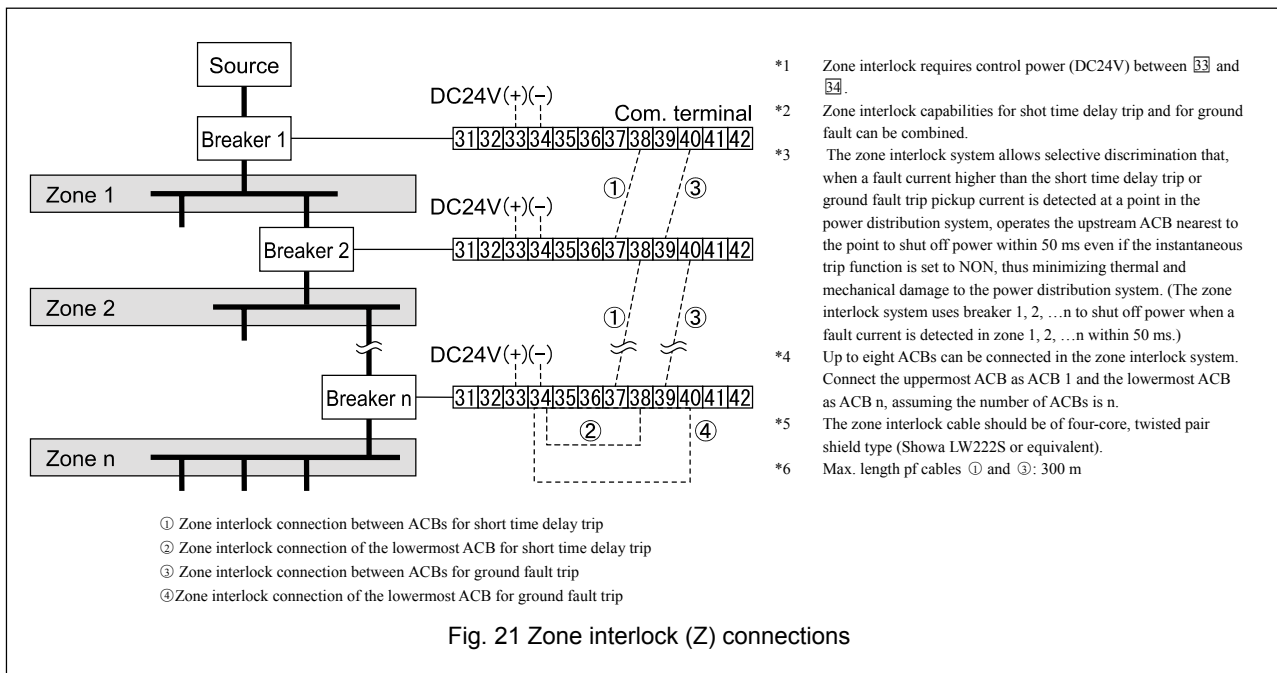 Source
Breaker 1
DC24V(+)(−)
Com. terminal
31 32 33 34 35 36 37 38 39 40 41 42
Zone 1
① ③
DC24V(+)(−)
Breaker 2
31 32 33 34 35 36 37 38 39 40 41 42
Zone 2
① ③
DC24V(+)(−)
Breaker n
31 32 33 34 35 36 37 38 39 40 41 42
② ④
Zone n
① Zone interlock connection between ACBs for short time delay trip
② Zone interlock connection of the lowermost ACB for short time delay trip
③ Zone interlock connection between ACBs for ground fault trip
④Zone interlock connection of the lowermost ACB for ground fault trip
*1 Zone interlock requires control power (DC24V) between 33 and
34 .
*2 Zone interlock capabilities for shot time delay trip and for ground
fault can be combined.
*3 The zone interlock system allows selective discrimination that,
when a fault current higher than the short time delay trip or
ground fault trip pickup current is detected at a point in the
power distribution system, operates the upstream ACB nearest to
the point to shut off power within 50 ms even if the instantaneous
trip function is set to NON, thus minimizing thermal and
mechanical damage to the power distribution system. (The zone
interlock system uses breaker 1, 2, …n to shut off power when a
fault current is detected in zone 1, 2, …n within 50 ms.)
*4 Up to eight ACBs can be connected in the zone interlock system.
Connect the uppermost ACB as ACB 1 and the lowermost ACB
as ACB n, assuming the number of ACBs is n.
*5 The zone interlock cable should be of four-core, twisted pair
shield type (Showa LW222S or equivalent).
*6 Max. length pf cables ① and ③: 300 m
Fig. 21 Zone interlock (Z) connections